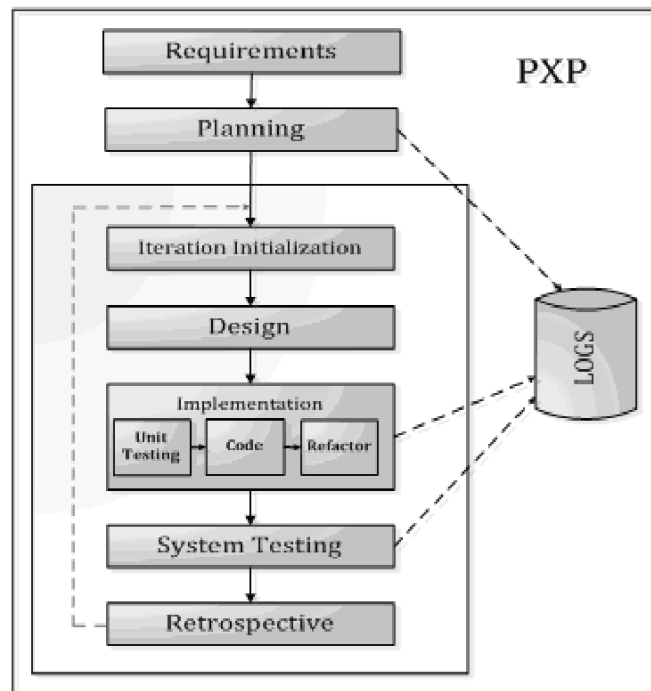 Requirements
PXP
Planning
Iteration Initialization
Design
LOGS
Implementation
Unit
Testing
Code
Refactor
System Testing
Retrospective